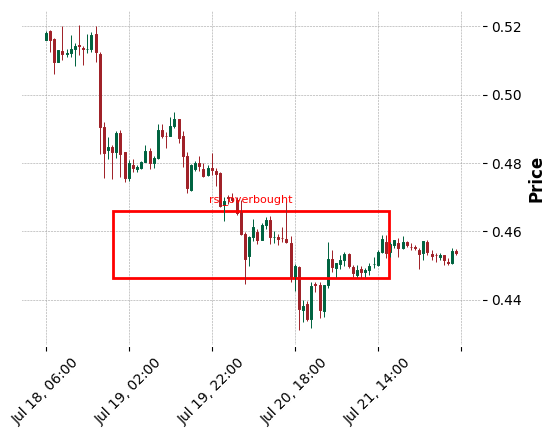 0.52
0.50
0.48
rsi_overbought
0.46
0.44
Price
Jul 18, 06:00
Jul 19, 02:00
Jul 19, 22:00
Jul 20, 18:00
Jul 21, 14:00